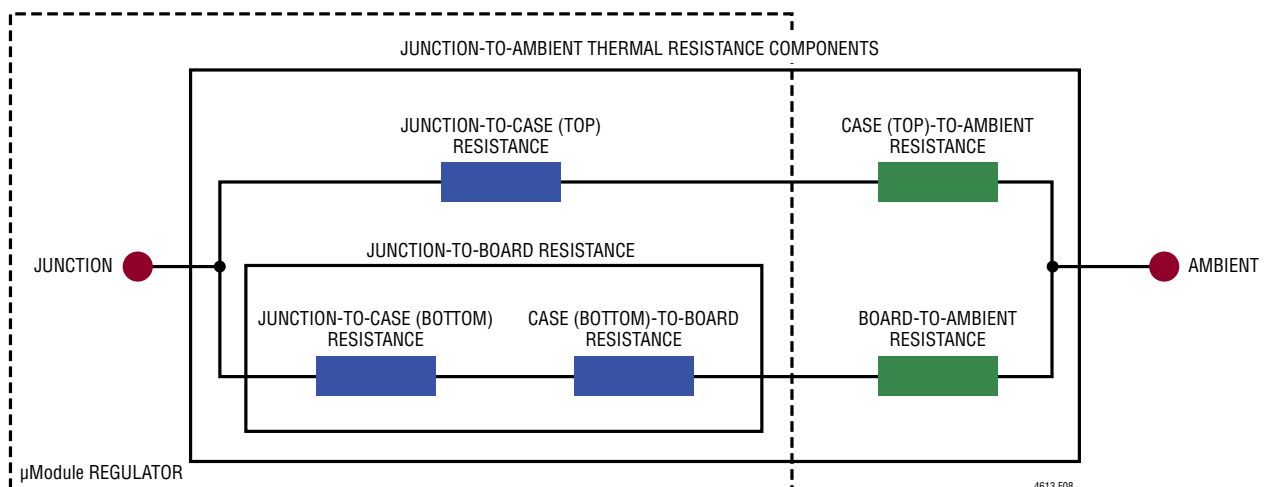 JUNCTION-TO-AMBIENT THERMAL RESISTANCE COMPONENTS
JUNCTION-TO-CASE (TOP)
RESISTANCE
CASE (TOP)-TO-AMBIENT
RESISTANCE
JUNCTION-TO-BOARD RESISTANCE
JUNCTION
AMBIENT
JUNCTION-TO-CASE (BOTTOM)
RESISTANCE
CASE (BOTTOM)-TO-BOARD
RESISTANCE
BOARD-TO-AMBIENT
RESISTANCE
µModule REGULATOR
4613 F08